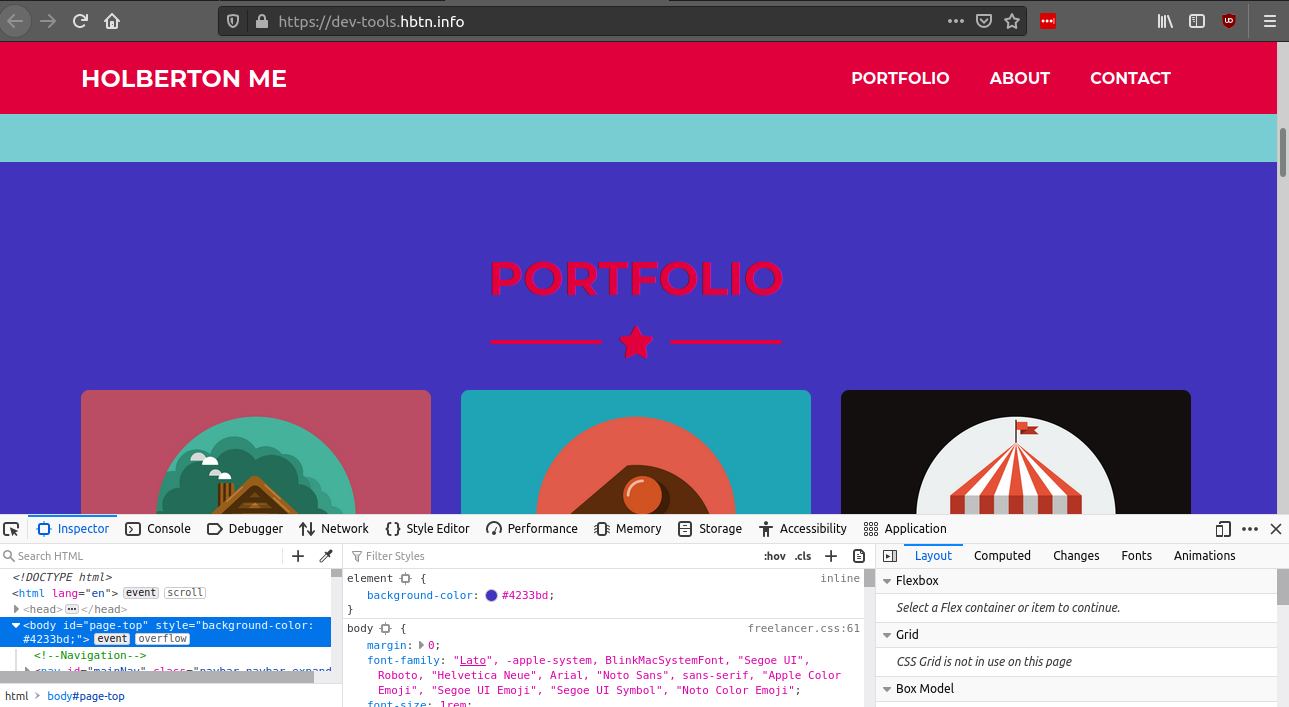 https://dev-tools.hbtn.info
HOLBERTON ME
PORTFOLIO ABOUT CONTACT
PORTFOLIO
Inspector Console Debugger Network Style Editor Performance Memory Storage Accessibility Application
Search HTML
Filter Styles
:hov .cls
Layout Computed Changes Fonts Animations
<!DOCTYPE html>
<html lang="en"> event scroll
<head> </head>
<body id="page-top" style="background-color:
#4233bd;"> event overflow
<!--Navigation-->
<nav id="mainNav" class="navbar navbar-expand
html body#page-top
element { inline
background-color: #4233bd;
}
body { freelancer.css:61
margin: 0;
font-family: "Lato", -apple-system, BlinkMacSystemFont, "Segoe UI",
Roboto, "Helvetica Neue", Arial, "Noto Sans", sans-serif, "Apple Color
Emoji", "Segoe UI Emoji", "Segoe UI Symbol", "Noto Color Emoji";
font-size: 1rem;
Flexbox
Select a Flex container or item to continue.
Grid
CSS Grid is not in use on this page
Box Model